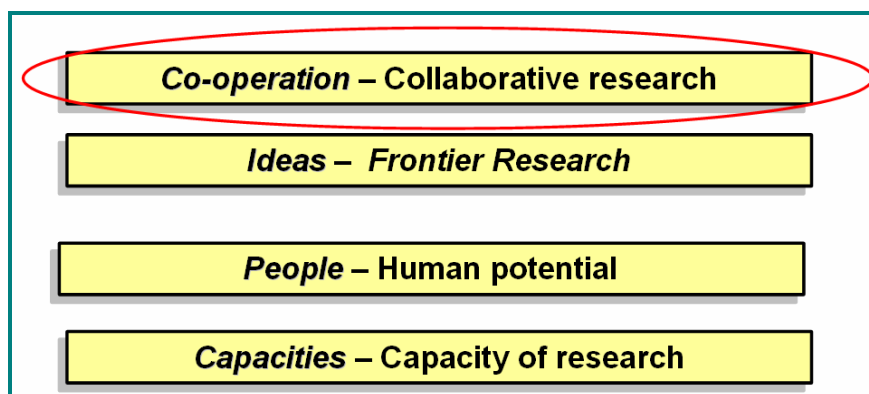 Co-operation – Collaborative research
Ideas – Frontier Research
People – Human potential
Capacities – Capacity of research